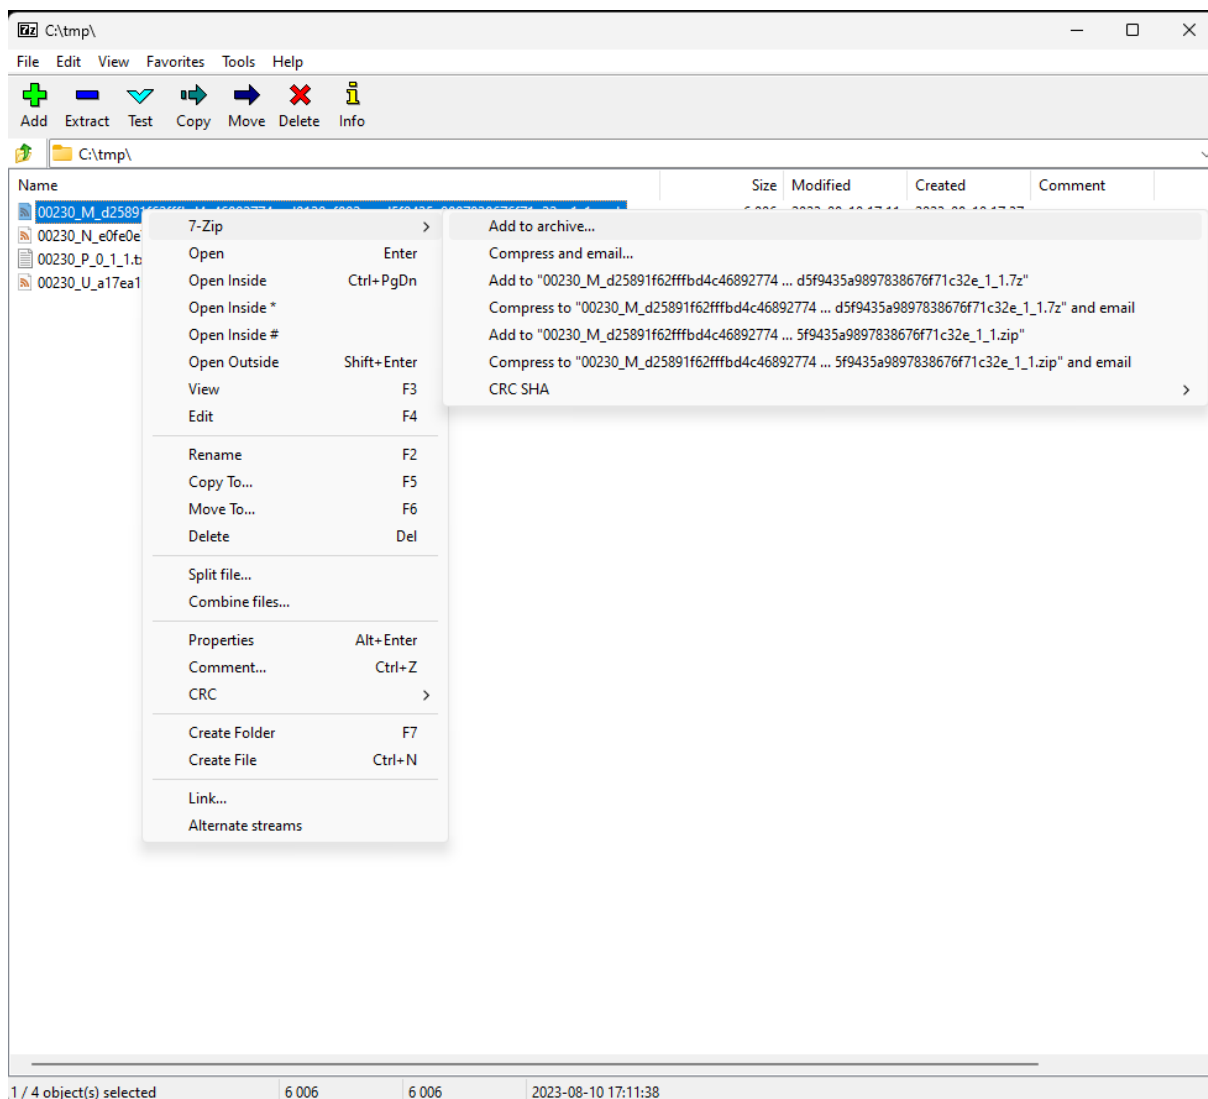 C:\tmp\
File Edit View Favorites Tools Help
Add Extract Test Copy Move Delete Info
C:\tmp\
Name Size Modified Created Comment
00230_M_d25891
00230_N_e0fe0e
00230_P_0_1_1.t
00230_U_a17ea1
7-Zip
Open Enter
Open Inside Ctrl+PgDn
Open Inside *
Open Inside #
Open Outside Shift+Enter
View F3
Edit F4
Rename F2
Copy To... F5
Move To... F6
Delete Del
Split file...
Combine files...
Properties Alt+Enter
Comment... Ctrl+Z
CRC
Create Folder F7
Create File Ctrl+N
Link...
Alternate streams
Add to archive...
Compress and email...
Add to "00230_M_d25891f62fffbd4c46892774 ... d5f9435a9897838676f71c32e_1_1.7z"
Compress to "00230_M_d25891f62fffbd4c46892774 ... d5f9435a9897838676f71c32e_1_1.7z" and email
Add to "00230_M_d25891f62fffbd4c46892774 ... 5f9435a9897838676f71c32e_1_1.zip"
Compress to "00230_M_d25891f62fffbd4c46892774 ... 5f9435a9897838676f71c32e_1_1.zip" and email
CRC SHA
1 / 4 object(s) selected 6 006 6 006 2023-08-10 17:11:38